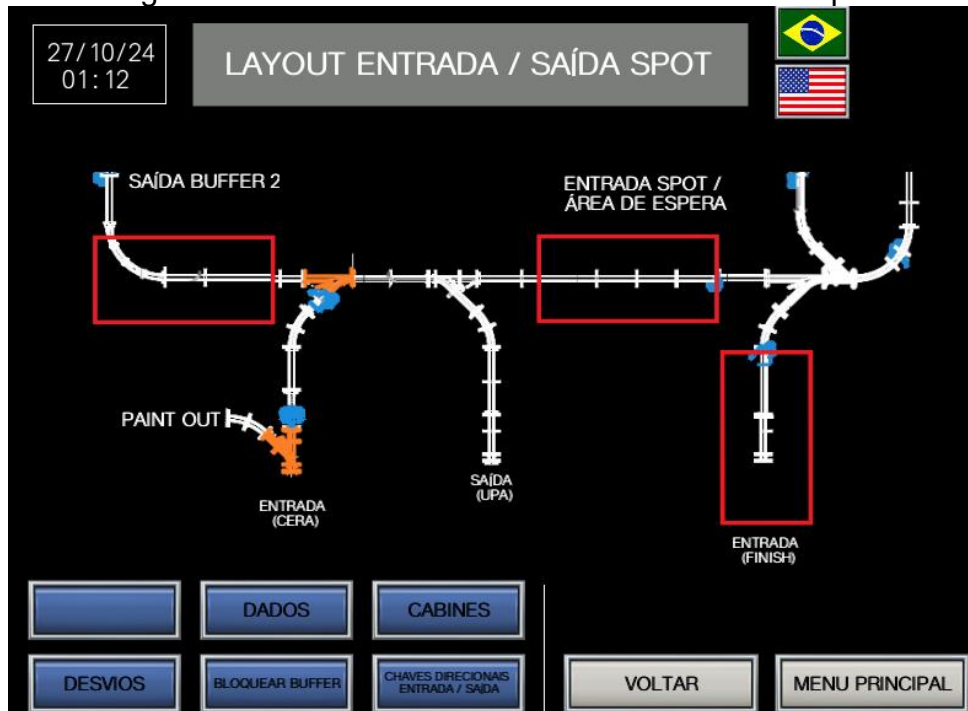 27/10/24
01:12
LAYOUT ENTRADA / SAÍDA SPOT
SAÍDA BUFFER 2
ENTRADA SPOT /
ÁREA DE ESPERA
PAINT OUT
ENTRADA
(CERA)
SAÍDA
(UPA)
ENTRADA
(FINISH)
DADOS
CABINES
DESVIOS
BLOQUEAR BUFFER
CHAVES DIRECIONAIS
ENTRADA / SAÍDA
VOLTAR
MENU PRINCIPAL